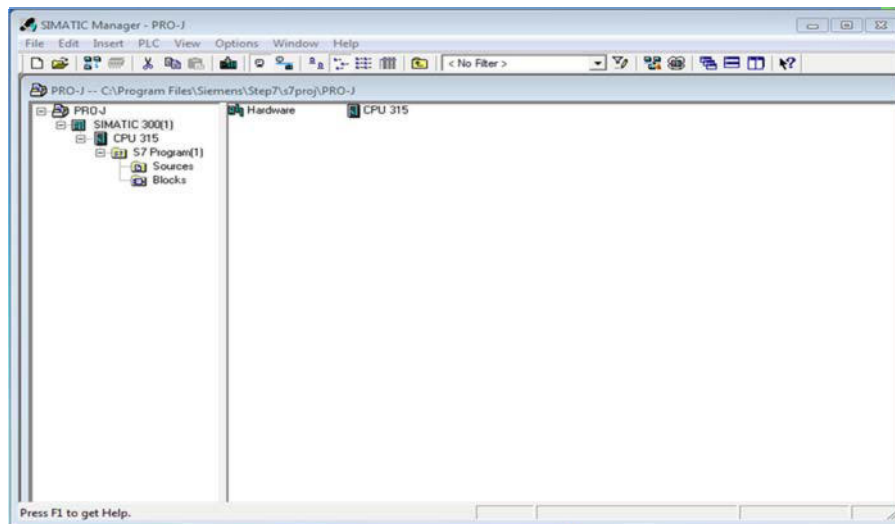 SIMATIC Manager - PRO-J
File Edit Insert PLC View Options Window Help
< No Filter >
PRO-J -- C:\Program Files\Siemens\Step7\s7proj\PRO-J
PRO-J
SIMATIC 300(1)
CPU 315
S7 Program(1)
Sources
Blocks
Hardware CPU 315
Press F1 to get Help.